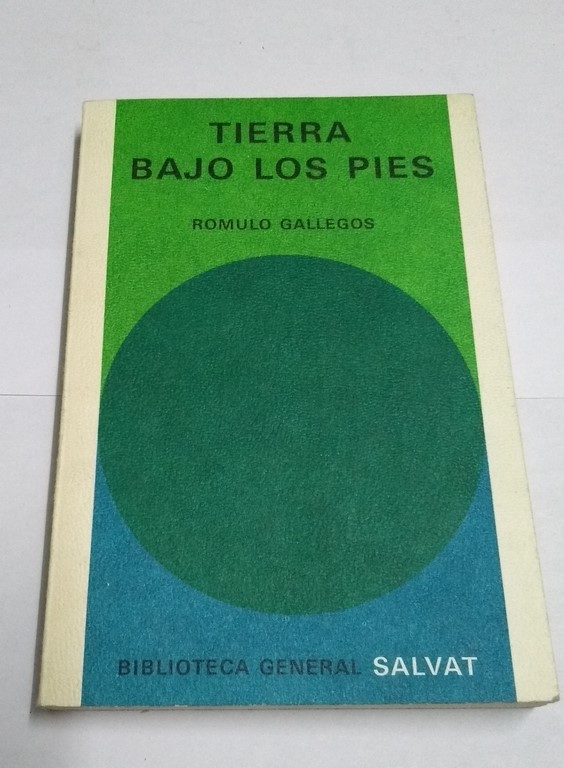 TIERRA
BAJO LOS PIES
ROMULO GALLEGOS
BIBLIOTECA GENERAL SALVAT